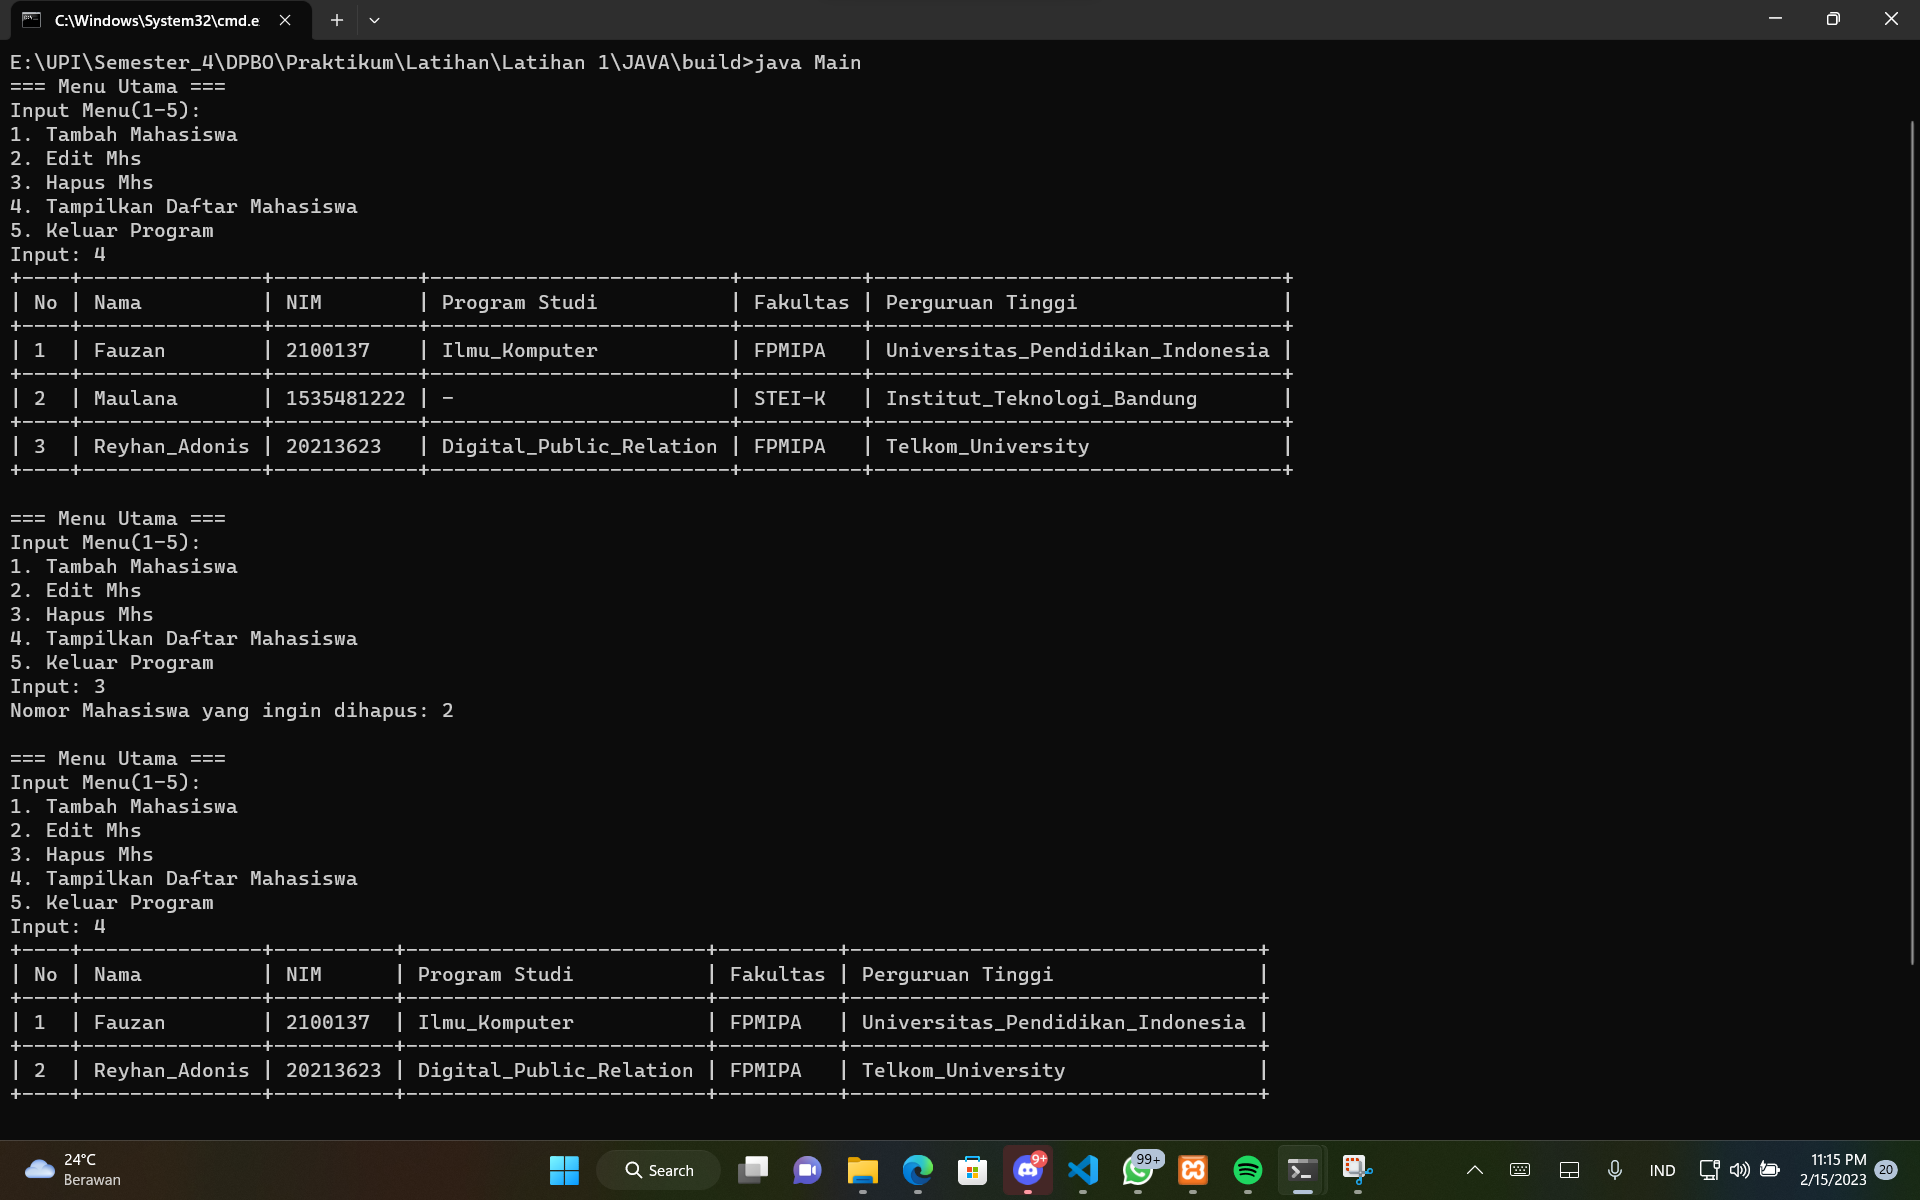 C:\Windows\System32\cmd.e
E:\UPI\Semester_4\DPBO\Praktikum\Latihan\Latihan 1\JAVA\build>java Main
=== Menu Utama ===
Input Menu(1-5):
1. Tambah Mahasiswa
2. Edit Mhs
3. Hapus Mhs
4. Tampilkan Daftar Mahasiswa
5. Keluar Program
Input: 4
+----+---------------+------------+-------------------------+----------+----------------------------------+
| No | Nama          | NIM        | Program Studi           | Fakultas | Perguruan Tinggi                 |
+----+---------------+------------+-------------------------+----------+----------------------------------+
| 1  | Fauzan        | 2100137    | Ilmu_Komputer           | FPMIPA   | Universitas_Pendidikan_Indonesia |
+----+---------------+------------+-------------------------+----------+----------------------------------+
| 2  | Maulana       | 1535481222 | -                       | STEI-K   | Institut_Teknologi_Bandung       |
+----+---------------+------------+-------------------------+----------+----------------------------------+
| 3  | Reyhan_Adonis | 20213623   | Digital_Public_Relation | FPMIPA   | Telkom_University                |
+----+---------------+------------+-------------------------+----------+----------------------------------+
=== Menu Utama ===
Input Menu(1-5):
1. Tambah Mahasiswa
2. Edit Mhs
3. Hapus Mhs
4. Tampilkan Daftar Mahasiswa
5. Keluar Program
Input: 3
Nomor Mahasiswa yang ingin dihapus: 2
=== Menu Utama ===
Input Menu(1-5):
1. Tambah Mahasiswa
2. Edit Mhs
3. Hapus Mhs
4. Tampilkan Daftar Mahasiswa
5. Keluar Program
Input: 4
+----+---------------+----------+-------------------------+----------+----------------------------------+
| No | Nama          | NIM      | Program Studi           | Fakultas | Perguruan Tinggi                 |
+----+---------------+----------+-------------------------+----------+----------------------------------+
| 1  | Fauzan        | 2100137  | Ilmu_Komputer           | FPMIPA   | Universitas_Pendidikan_Indonesia |
+----+---------------+----------+-------------------------+----------+----------------------------------+
| 2  | Reyhan_Adonis | 20213623 | Digital_Public_Relation | FPMIPA   | Telkom_University                |
+----+---------------+----------+-------------------------+----------+----------------------------------+
24°C
Berawan
Search
9+
99+
IND
11:15 PM
2/15/2023
20